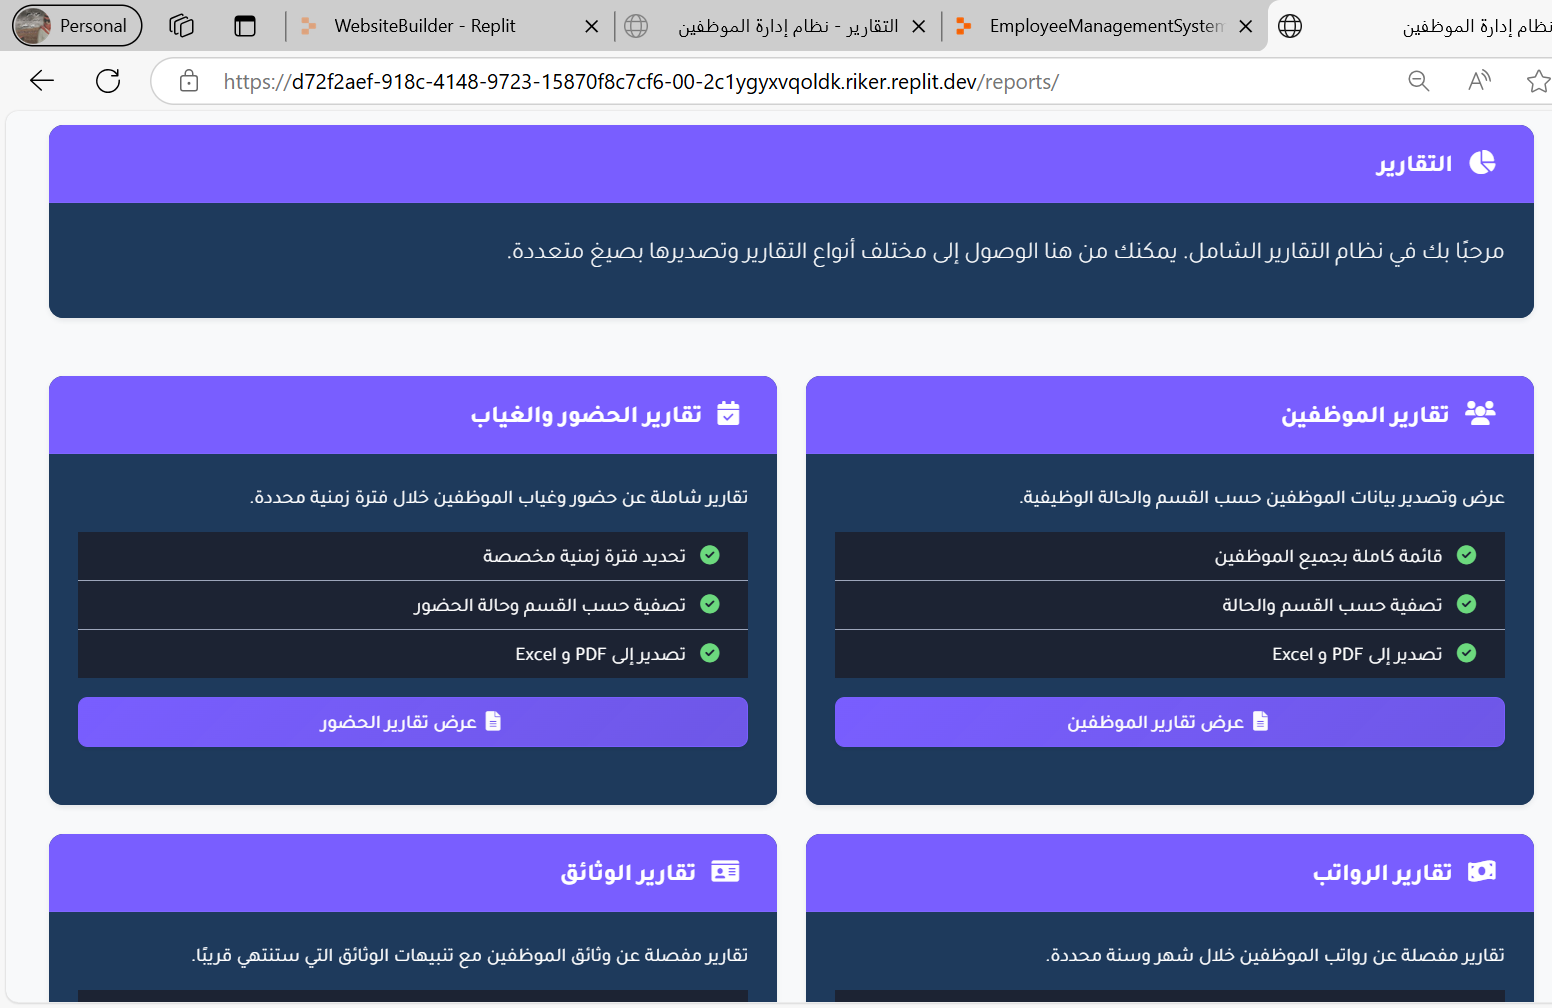 Personal
WebsiteBuilder - Replit
التقارير - نظام إدارة الموظفين
EmployeeManagementSystem
نظام إدارة الموظفين
https://d72f2aef-918c-4148-9723-15870f8c7cf6-00-2c1ygyxvqoldk.riker.replit.dev/reports/
التقارير
مرحبًا بك في نظام التقارير الشامل. يمكنك من هنا الوصول إلى مختلف أنواع التقارير وتصديرها بصيغ متعددة.
تقارير الموظفين
عرض وتصدير بيانات الموظفين حسب القسم والحالة الوظيفية.
قائمة كاملة بجميع الموظفين
تصفية حسب القسم والحالة
تصدير إلى PDF و Excel
عرض تقارير الموظفين
تقارير الحضور والغياب
تقارير شاملة عن حضور وغياب الموظفين خلال فترة زمنية محددة.
تحديد فترة زمنية مخصصة
تصفية حسب القسم وحالة الحضور
تصدير إلى PDF و Excel
عرض تقارير الحضور
تقارير الرواتب
تقارير مفصلة عن رواتب الموظفين خلال شهر وسنة محددة.
تقارير الوثائق
تقارير مفصلة عن وثائق الموظفين مع تنبيهات الوثائق التي ستنتهي قريبًا.